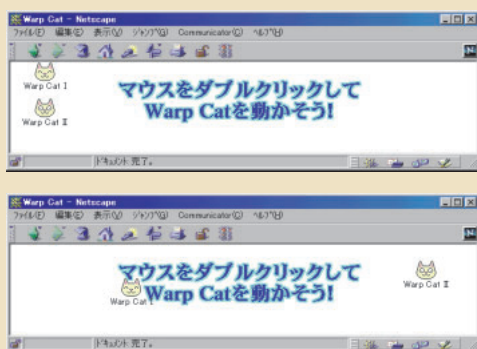 Warp Cat - Netscape
ファイル(F) 編集(E) 表示(V) ジャンプ(G) Communicator(C) ヘルプ(H)
Warp Cat I
Warp Cat II
マウスをダブルクリックして
Warp Catを動かそう!
ドキュメント 完了。
Warp Cat - Netscape
ファイル(F) 編集(E) 表示(V) ジャンプ(G) Communicator(C) ヘルプ(H)
マウスをダブルクリックして
Warp Catを動かそう!
Warp Cat I
Warp Cat II
ドキュメント 完了。